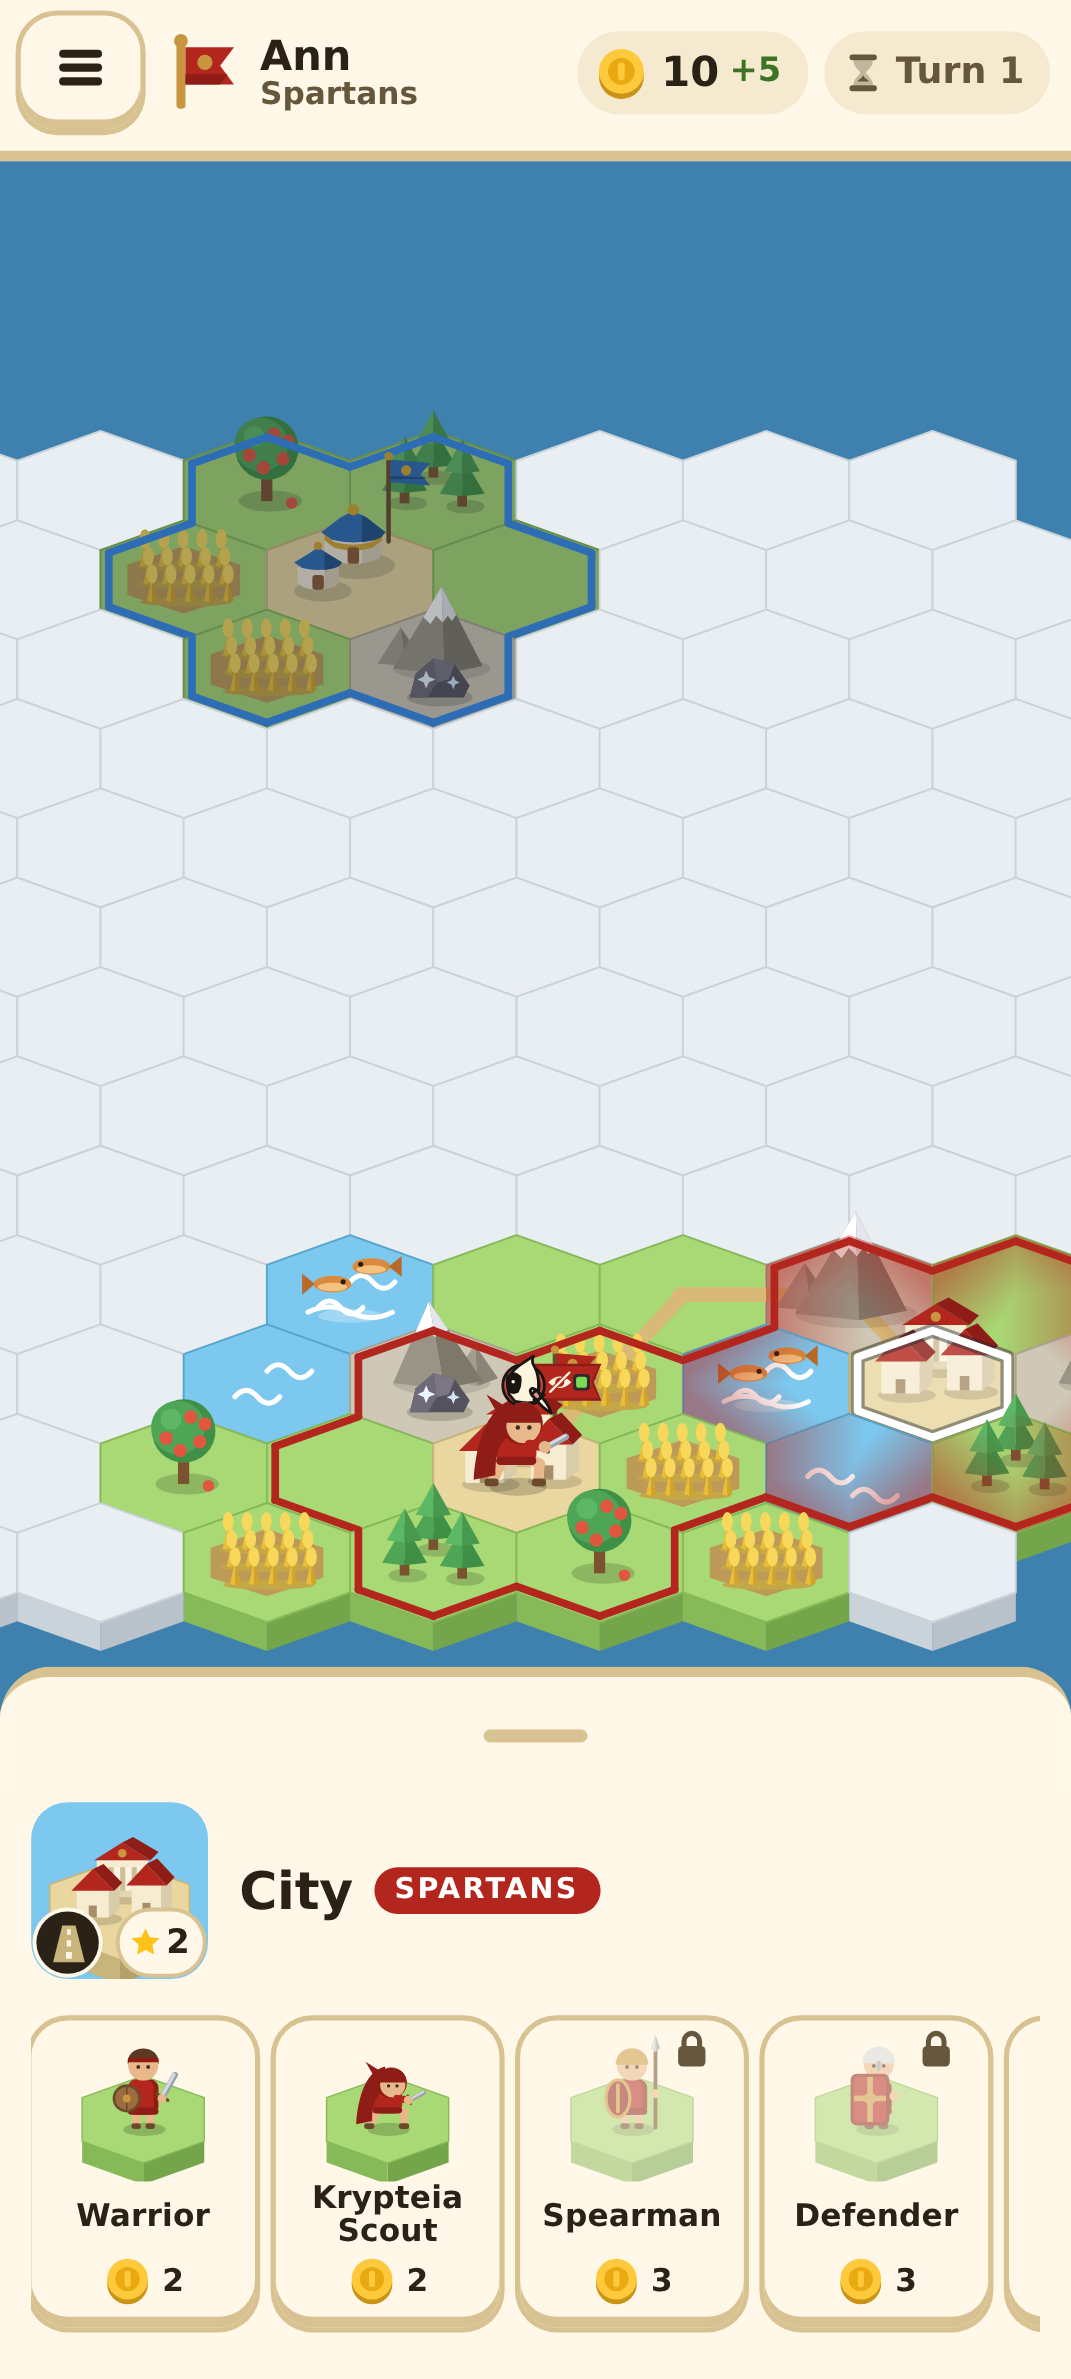 Ann
Spartans
10 +5
Turn 1
City
SPARTANS
2
Warrior
2
Krypteia
Scout
2
Spearman
3
Defender
3